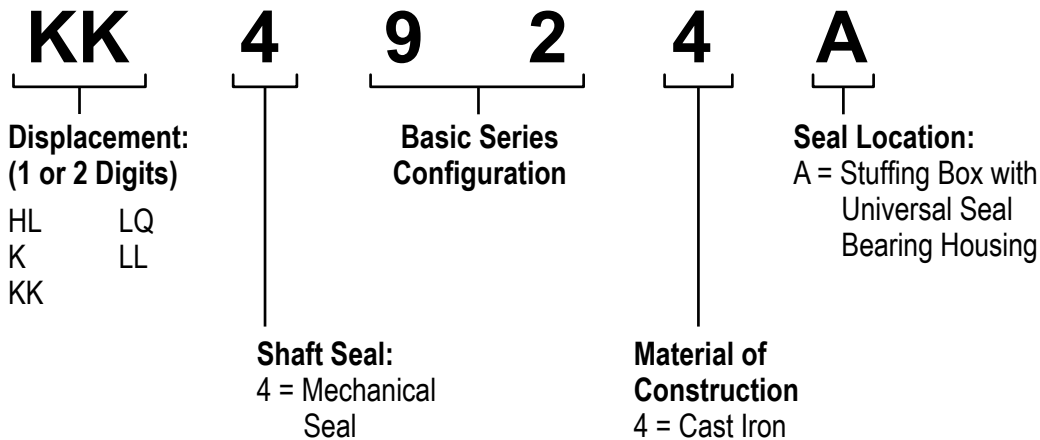 KK 4 9 2 4 A
Displacement:
(1 or 2 Digits)
HL LQ
K LL
KK
Basic Series
Configuration
Seal Location:
A = Stuffing Box with
Universal Seal
Bearing Housing
Shaft Seal:
4 = Mechanical
Seal
Material of
Construction
4 = Cast Iron